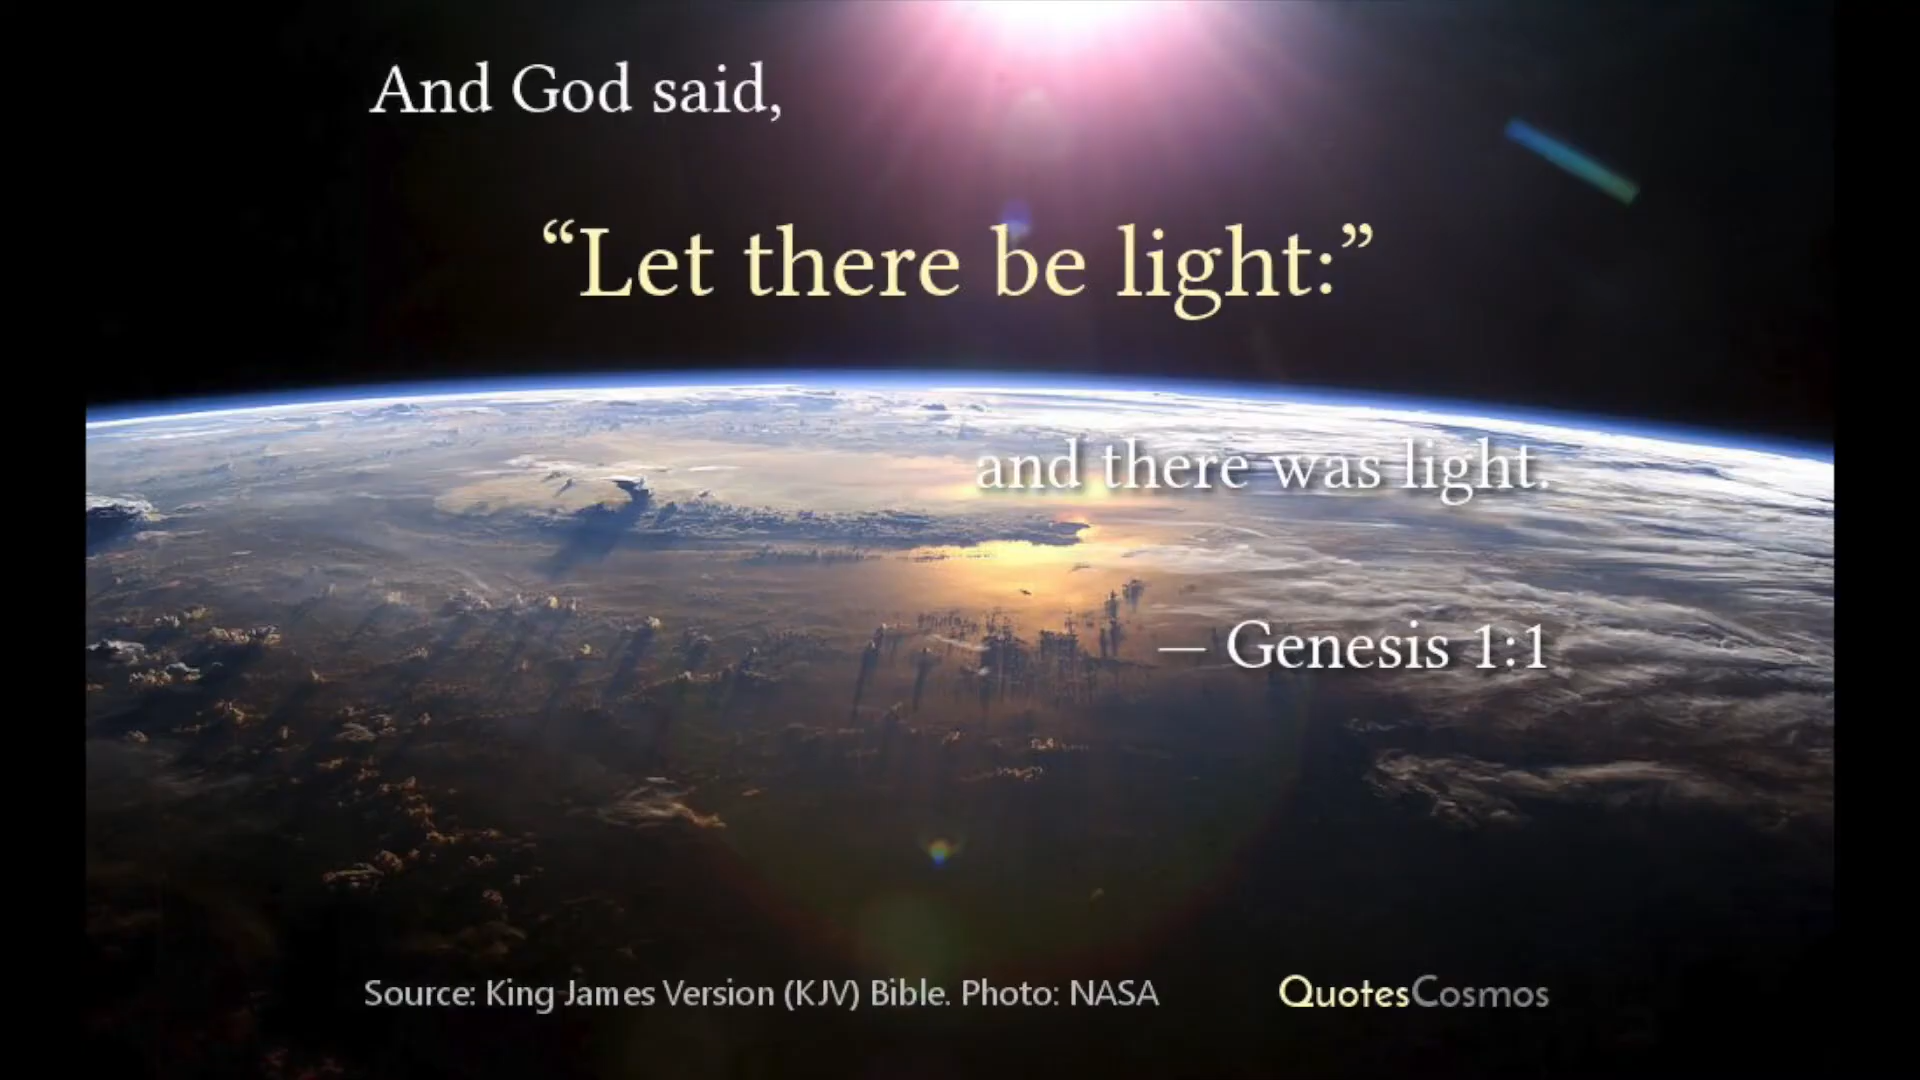 And God said,
“Let there be light:”
and there was light.
— Genesis 1:1
Source: King James Version (KJV) Bible. Photo: NASA
QuotesCosmos